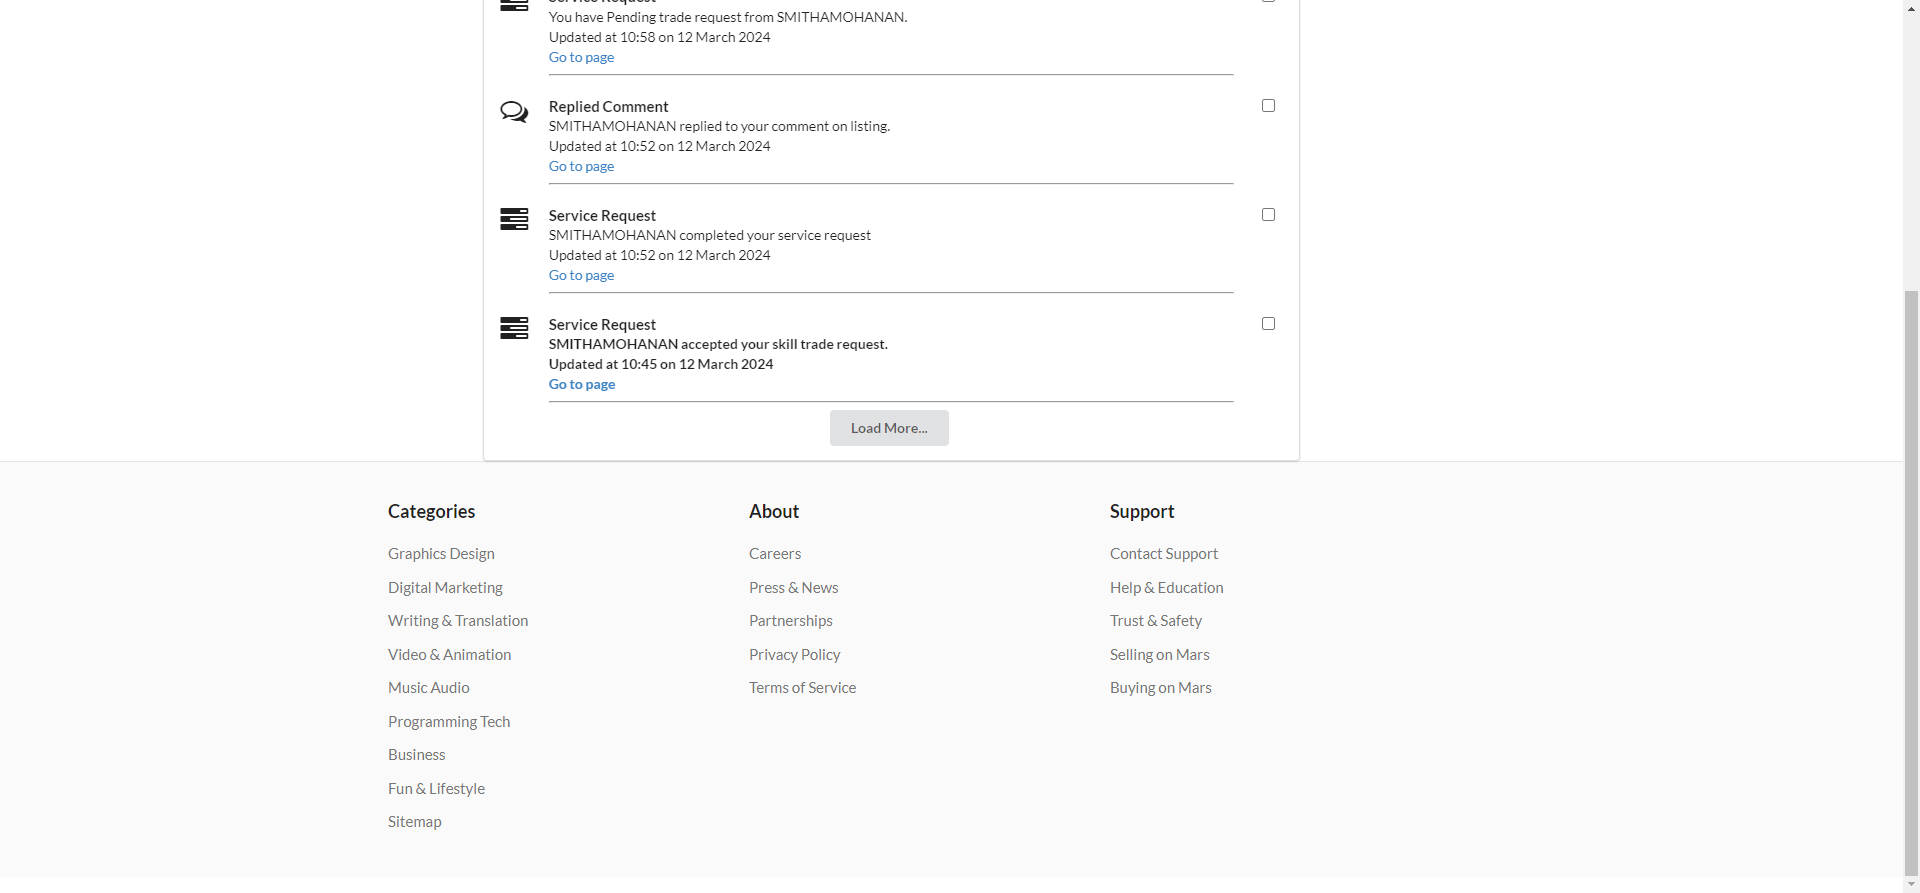 Service Request
You have Pending trade request from SMITHAMOHANAN.
Updated at 10:58 on 12 March 2024
Go to page
Replied Comment
SMITHAMOHANAN replied to your comment on listing.
Updated at 10:52 on 12 March 2024
Go to page
Service Request
SMITHAMOHANAN completed your service request
Updated at 10:52 on 12 March 2024
Go to page
Service Request
SMITHAMOHANAN accepted your skill trade request.
Updated at 10:45 on 12 March 2024
Go to page
Load More...
Categories
Graphics Design
Digital Marketing
Writing & Translation
Video & Animation
Music Audio
Programming Tech
Business
Fun & Lifestyle
Sitemap
About
Careers
Press & News
Partnerships
Privacy Policy
Terms of Service
Support
Contact Support
Help & Education
Trust & Safety
Selling on Mars
Buying on Mars